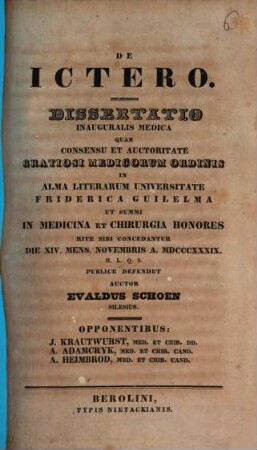 6
DE
ICTERO.
DISSERTATIO
INAUGURALIS MEDICA
QUAM
CONSENSU ET AUCTORITATE
GRATIOSI MEDICORUM ORDINIS
IN
ALMA LITERARUM UNIVERSITATE
FRIDERICA GUILELMA
UT SUMMI
IN MEDICINA ET CHIRURGIA HONORES
RITE SIBI CONCEDANTUR
DIE XIV. MENS. NOVEMBRIS A. MDCCCXXXIX.
H. L. Q. S.
PUBLICE DEFENDET
AUCTOR
EVALDUS SCHOEN
SILESIUS.
OPPONENTIBUS:
J. KRAUTWURST, MED. ET CHIR. DD.
A. ADAMCRYK, MED. ET CHIR. CAND.
A. HEIMBROD, MED. ET CHIR. CAND.
BEROLINI,
TYPIS NIETACKIANIS.